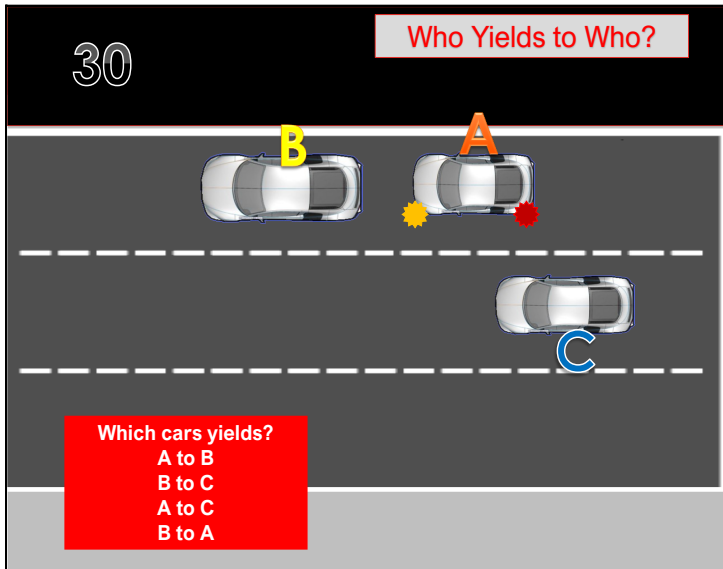 Who Yields to Who?
30
B
A
C
Which cars yields?
A to B
B to C
A to C
B to A